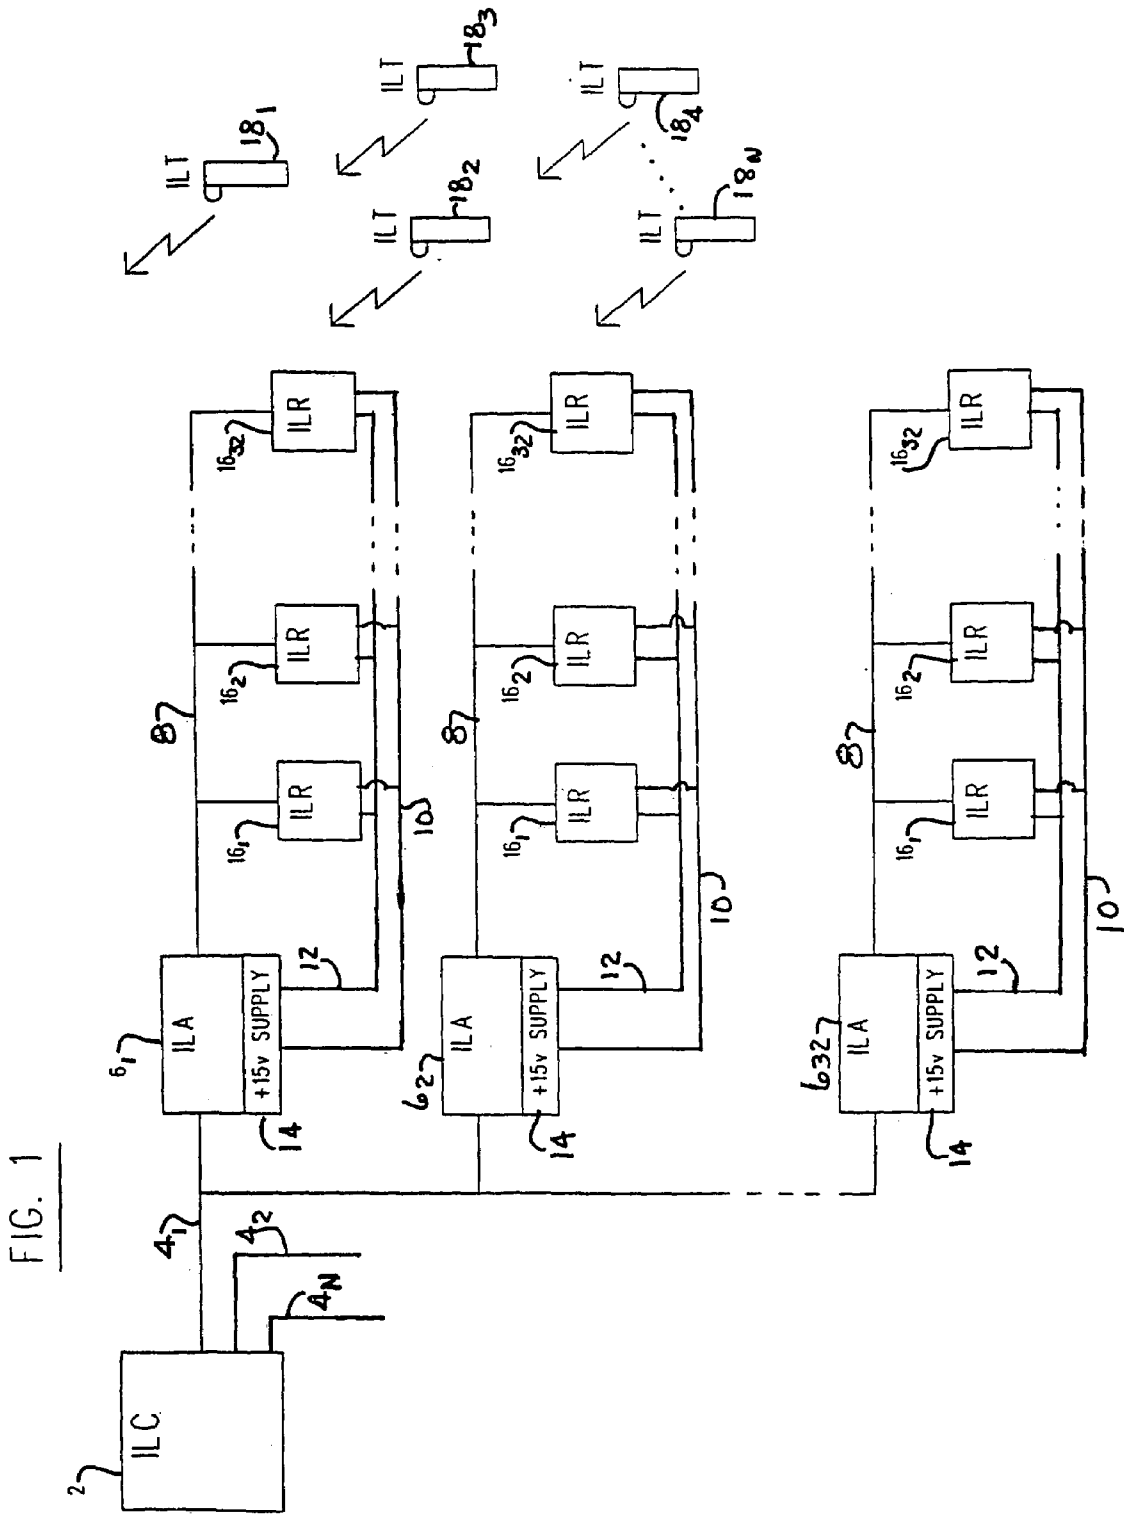 FIG. 1
2
ILC
4₁
4₂
4N
6₁
ILA
+15v SUPPLY
14
12
8
10
16₁
ILR
16₂
ILR
16₃₂
ILR
6₂
ILA
+15v SUPPLY
14
12
8
10
16₁
ILR
16₂
ILR
16₃₂
ILR
6₃₂
ILA
+15v SUPPLY
14
12
8
10
16₁
ILR
16₂
ILR
16₃₂
ILR
ILT
18₁
ILT
18₂
ILT
18₃
ILT
18₄
ILT
18N